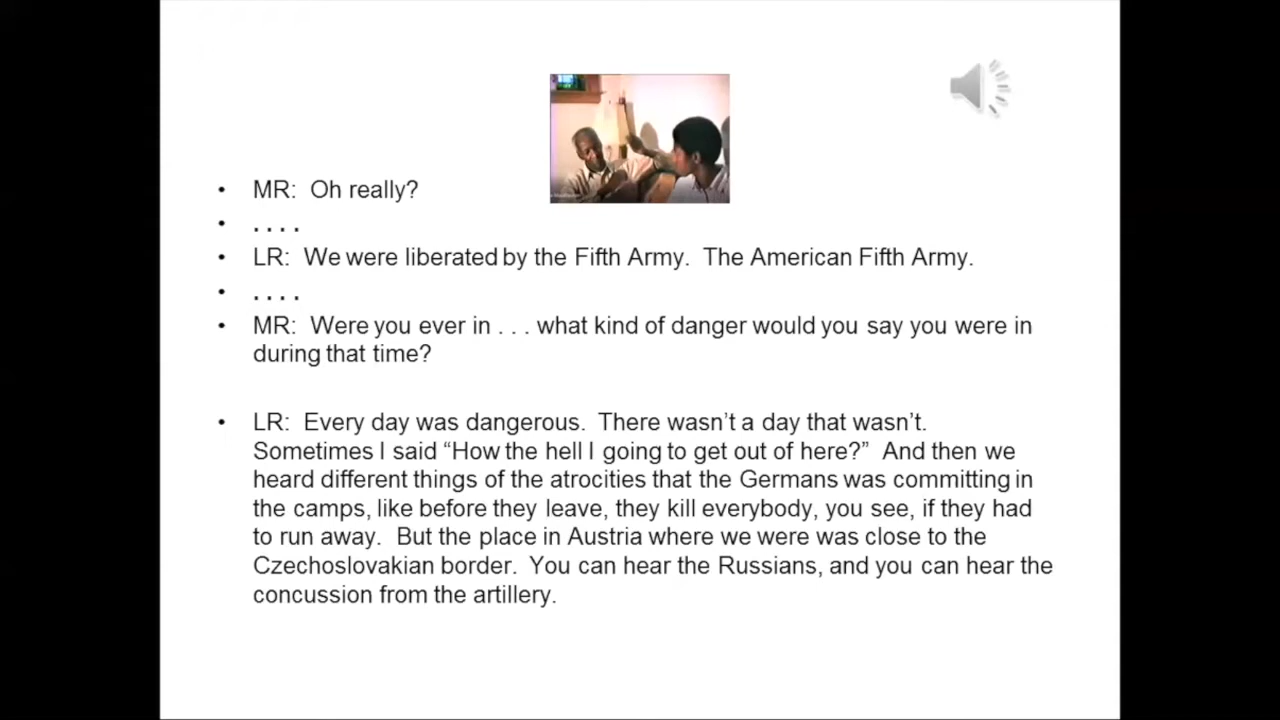 • MR: Oh really?
• . . . .
• LR: We were liberated by the Fifth Army. The American Fifth Army.
• . . . .
• MR: Were you ever in . . . what kind of danger would you say you were in
during that time?
• LR: Every day was dangerous. There wasn’t a day that wasn’t.
Sometimes I said “How the hell I going to get out of here?” And then we
heard different things of the atrocities that the Germans was committing in
the camps, like before they leave, they kill everybody, you see, if they had
to run away. But the place in Austria where we were was close to the
Czechoslovakian border. You can hear the Russians, and you can hear the
concussion from the artillery.